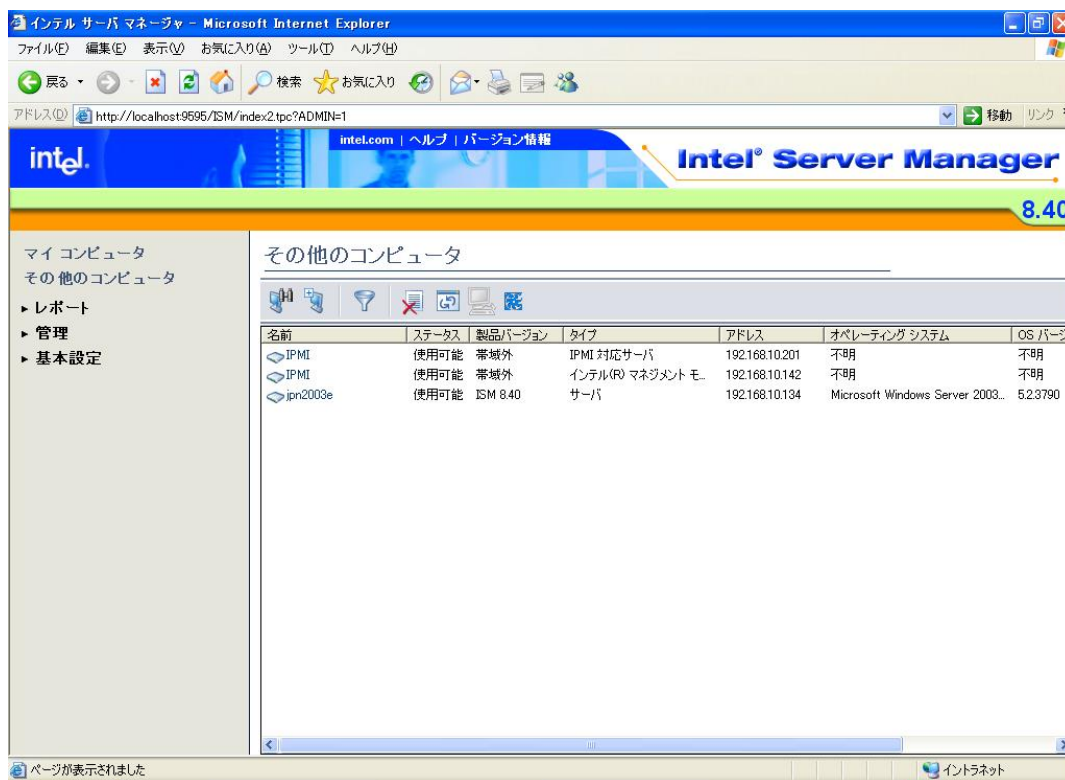 インテル サーバ マネージャ - Microsoft Internet Explorer
ファイル(F) 編集(E) 表示(V) お気に入り(A) ツール(T) ヘルプ(H)
戻る 検索 お気に入り
アドレス(D) http://localhost:9595/ISM/index2.tpc?ADMIN=1 移動 リンク
intel.com | ヘルプ | バージョン情報
intel. Intel® Server Manager
8.40
マイ コンピュータ
その他のコンピュータ
レポート
管理
基本設定
その他のコンピュータ
名前 ステータス 製品バージョン タイプ アドレス オペレーティング システム OS バージ
IPMI 使用可能 帯域外 IPMI 対応サーバ 192.168.10.201 不明 不明
IPMI 使用可能 帯域外 インテル(R) マネジメント モ... 192.168.10.142 不明 不明
jpn2003e 使用可能 ISM 8.40 サーバ 192.168.10.134 Microsoft Windows Server 2003... 5.2.3790
ページが表示されました イントラネット